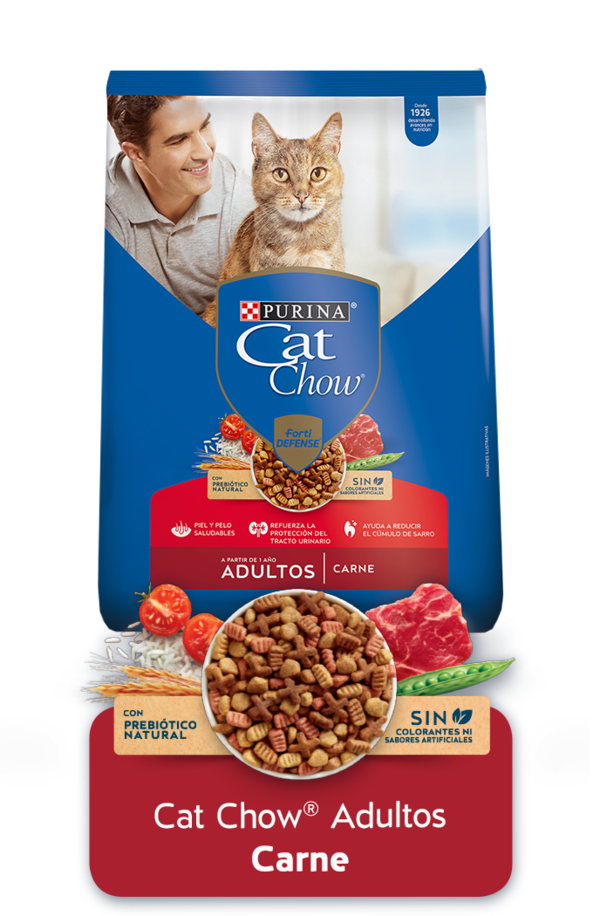 Desde
1926
desarrollando
avances en
nutrición
PURINA®
Cat
Chow®
Forti
DEFENSE
CON
PREBIÓTICO
NATURAL
SIN
COLORANTES NI
SABORES ARTIFICIALES
IMÁGENES ILUSTRATIVAS
PIEL Y PELO
SALUDABLES
REFUERZA LA
PROTECCIÓN DEL
TRACTO URINARIO
AYUDA A REDUCIR
EL CÚMULO DE SARRO
A PARTIR DE 1 AÑO
ADULTOS | CARNE
CON
PREBIÓTICO
NATURAL
SIN
COLORANTES NI
SABORES ARTIFICIALES
Cat Chow® Adultos
Carne